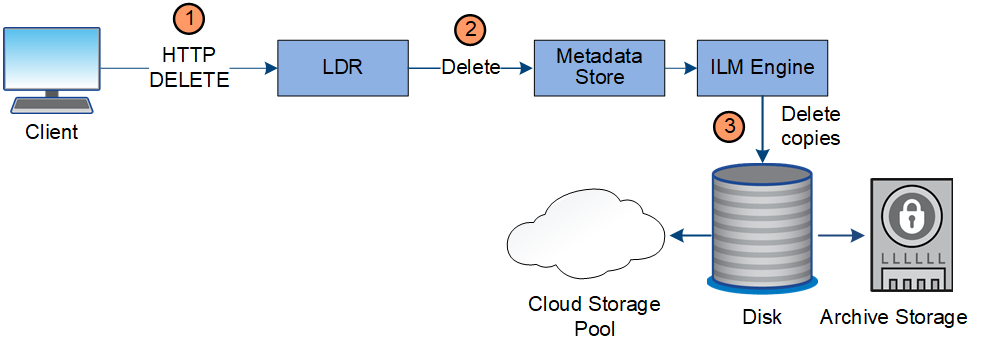 1
HTTP
DELETE
Client
LDR
2
Delete
Metadata
Store
ILM Engine
3
Delete
copies
Cloud Storage
Pool
Disk
LLLLLL
Archive Storage